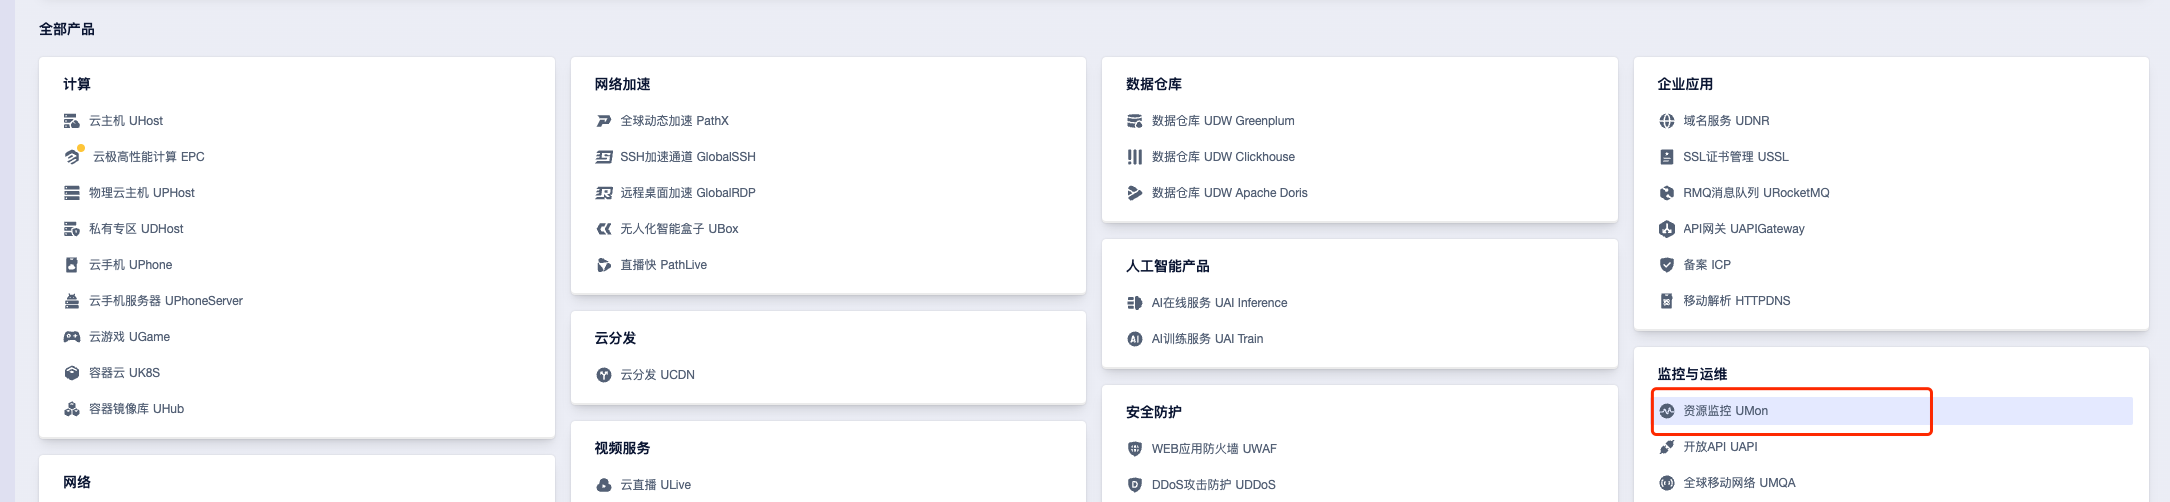 全部产品
计算
云主机 UHost
云极高性能计算 EPC
物理云主机 UPHost
私有专区 UDHost
云手机 UPhone
云手机服务器 UPhoneServer
云游戏 UGame
容器云 UK8S
容器镜像库 UHub
网络
网络加速
全球动态加速 PathX
SSH加速通道 GlobalSSH
远程桌面加速 GlobalRDP
无人化智能盒子 UBox
直播快 PathLive
云分发
云分发 UCDN
视频服务
云直播 ULive
数据仓库
数据仓库 UDW Greenplum
数据仓库 UDW Clickhouse
数据仓库 UDW Apache Doris
人工智能产品
AI在线服务 UAI Inference
AI训练服务 UAI Train
安全防护
WEB应用防火墙 UWAF
DDoS攻击防护 UDDoS
企业应用
域名服务 UDNR
SSL证书管理 USSL
RMQ消息队列 URocketMQ
API网关 UAPIGateway
备案 ICP
移动解析 HTTPDNS
监控与运维
资源监控 UMon
开放API UAPI
全球移动网络 UMQA